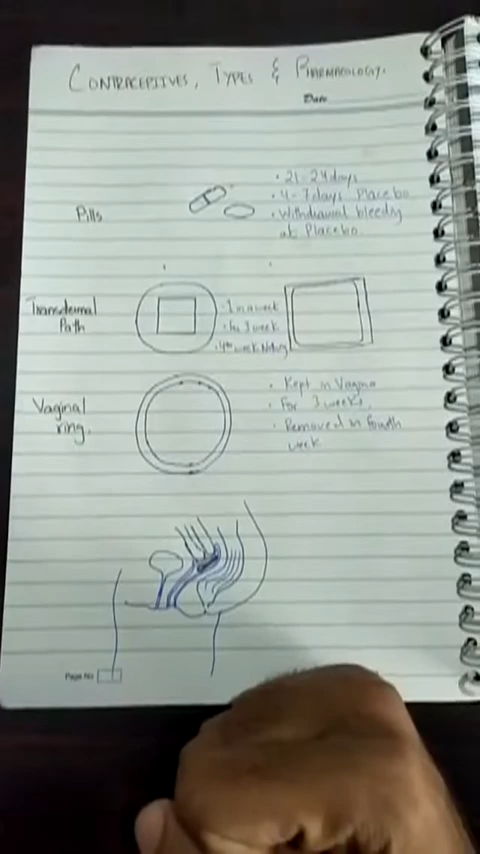 CONTRACEPTIVES, TYPES & PHARMACOLOGY.
Date
Pills
• 21-24 days
• 4-7 days Placebo
• Withdrawal bleeding
at Placebo
Transdermal
Path
• 1 in a week
• For 3 week
• 4th week Nothing
Vaginal
ring.
• Kept in Vagina
• For 3 weeks,
• Removed in fourth
week
Page No